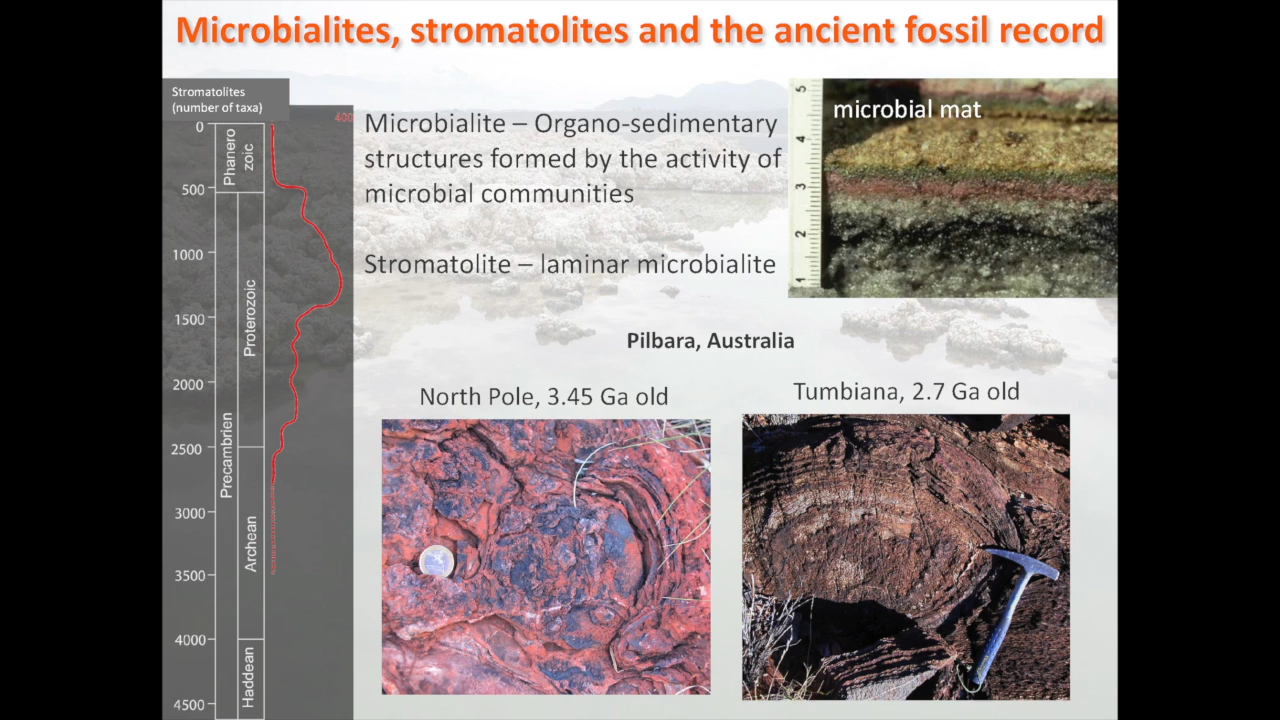 Microbialites, stromatolites and the ancient fossil record
Stromatolites
(number of taxa)
400
0
500
1000
1500
2000
2500
3000
3500
4000
4500
Phanero
zoic
Precambrien
Proterozoic
Archean
Haddean
Microbialite – Organo-sedimentary
structures formed by the activity of
microbial communities
Stromatolite – laminar microbialite
microbial mat
5
4
3
2
1
Pilbara, Australia
North Pole, 3.45 Ga old
Tumbiana, 2.7 Ga old